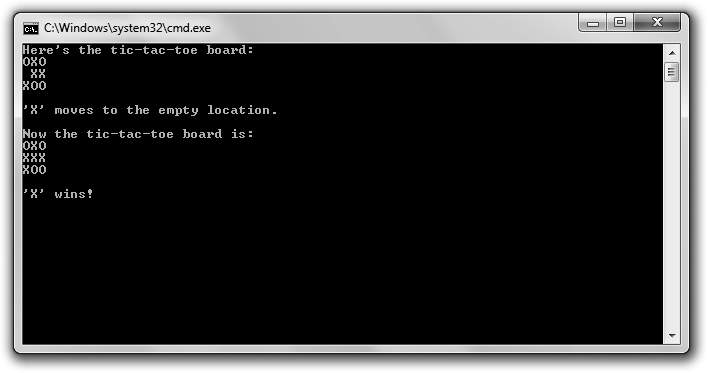 C:\Windows\system32\cmd.exe
Here's the tic-tac-toe board:
OXO
 XX
XOO
'X' moves to the empty location.
Now the tic-tac-toe board is:
OXO
XXX
XOO
'X' wins!